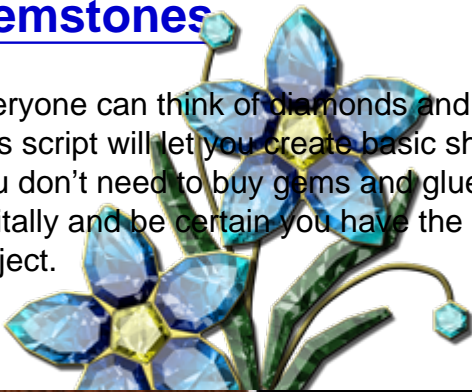 emstones
eryone can think of diamonds and
s script will let you create basic sh
u don't need to buy gems and glue
itally and be certain you have the
ject.